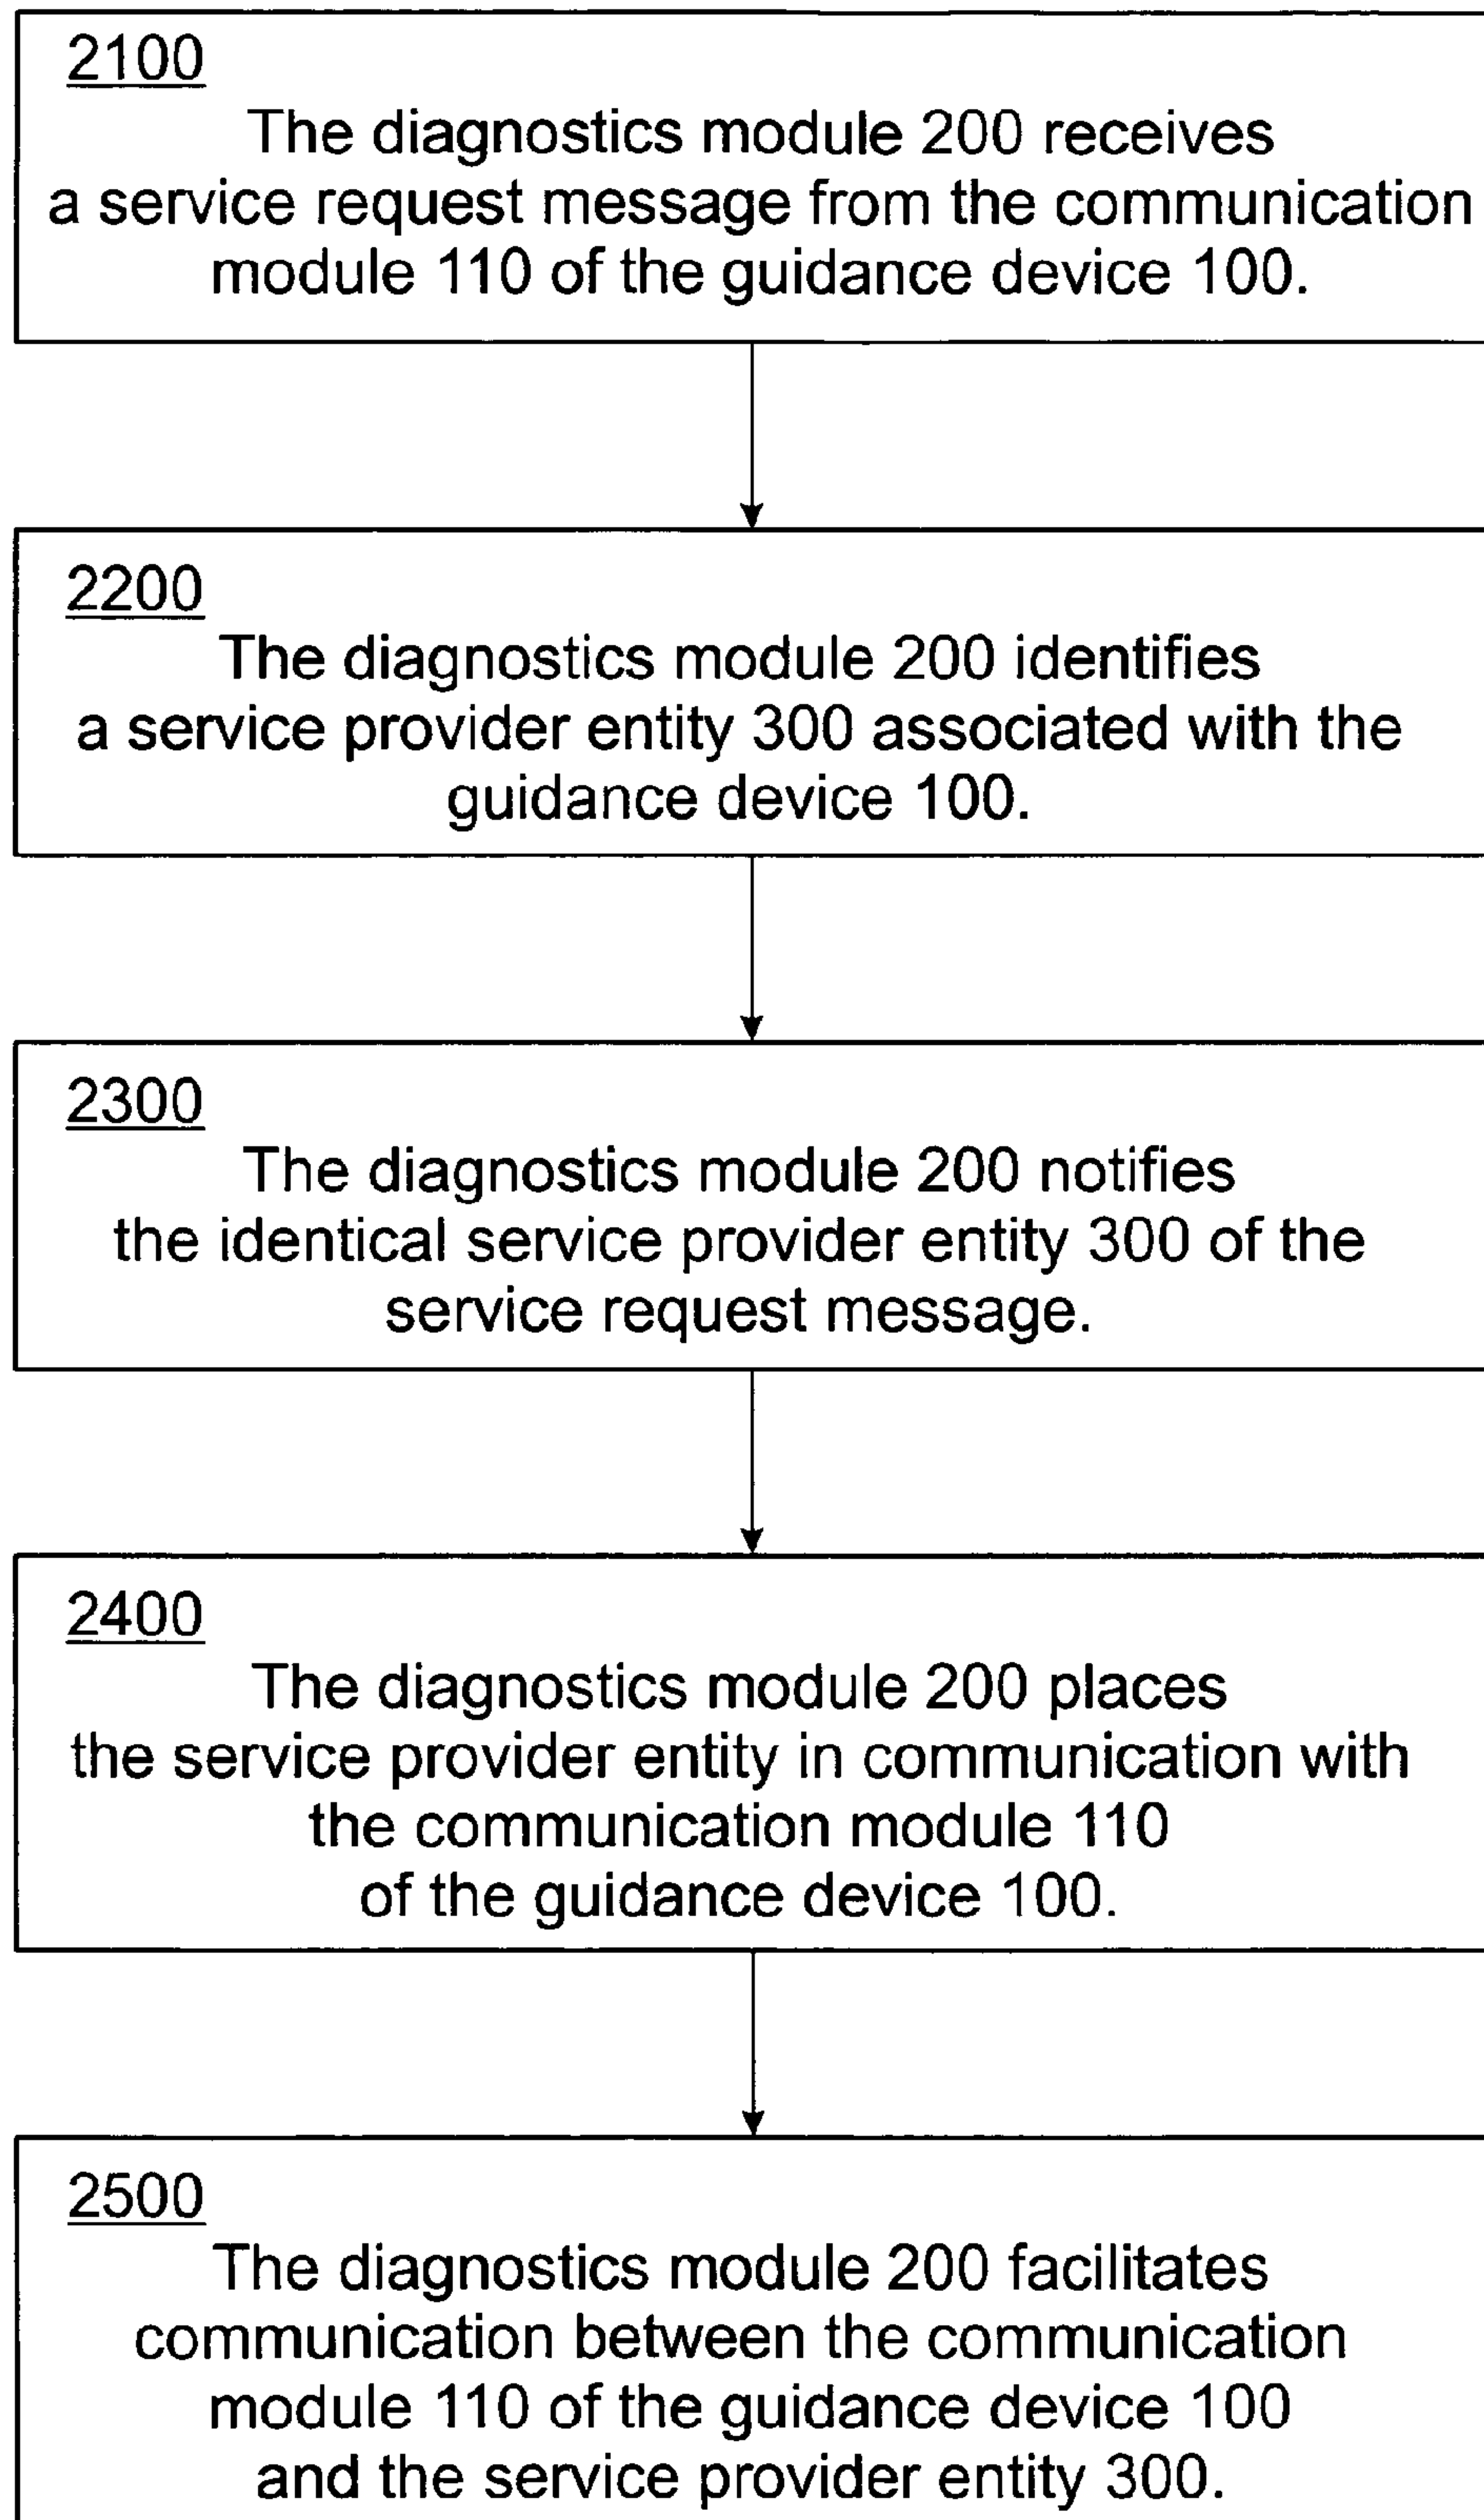 2100
The diagnostics module 200 receives
a service request message from the communication
module 110 of the guidance device 100.
2200
The diagnostics module 200 identifies
a service provider entity 300 associated with the
guidance device 100.
2300
The diagnostics module 200 notifies
the identical service provider entity 300 of the
service request message.
2400
The diagnostics module 200 places
the service provider entity in communication with
the communication module 110
of the guidance device 100.
2500
The diagnostics module 200 facilitates
communication between the communication
module 110 of the guidance device 100
and the service provider entity 300.